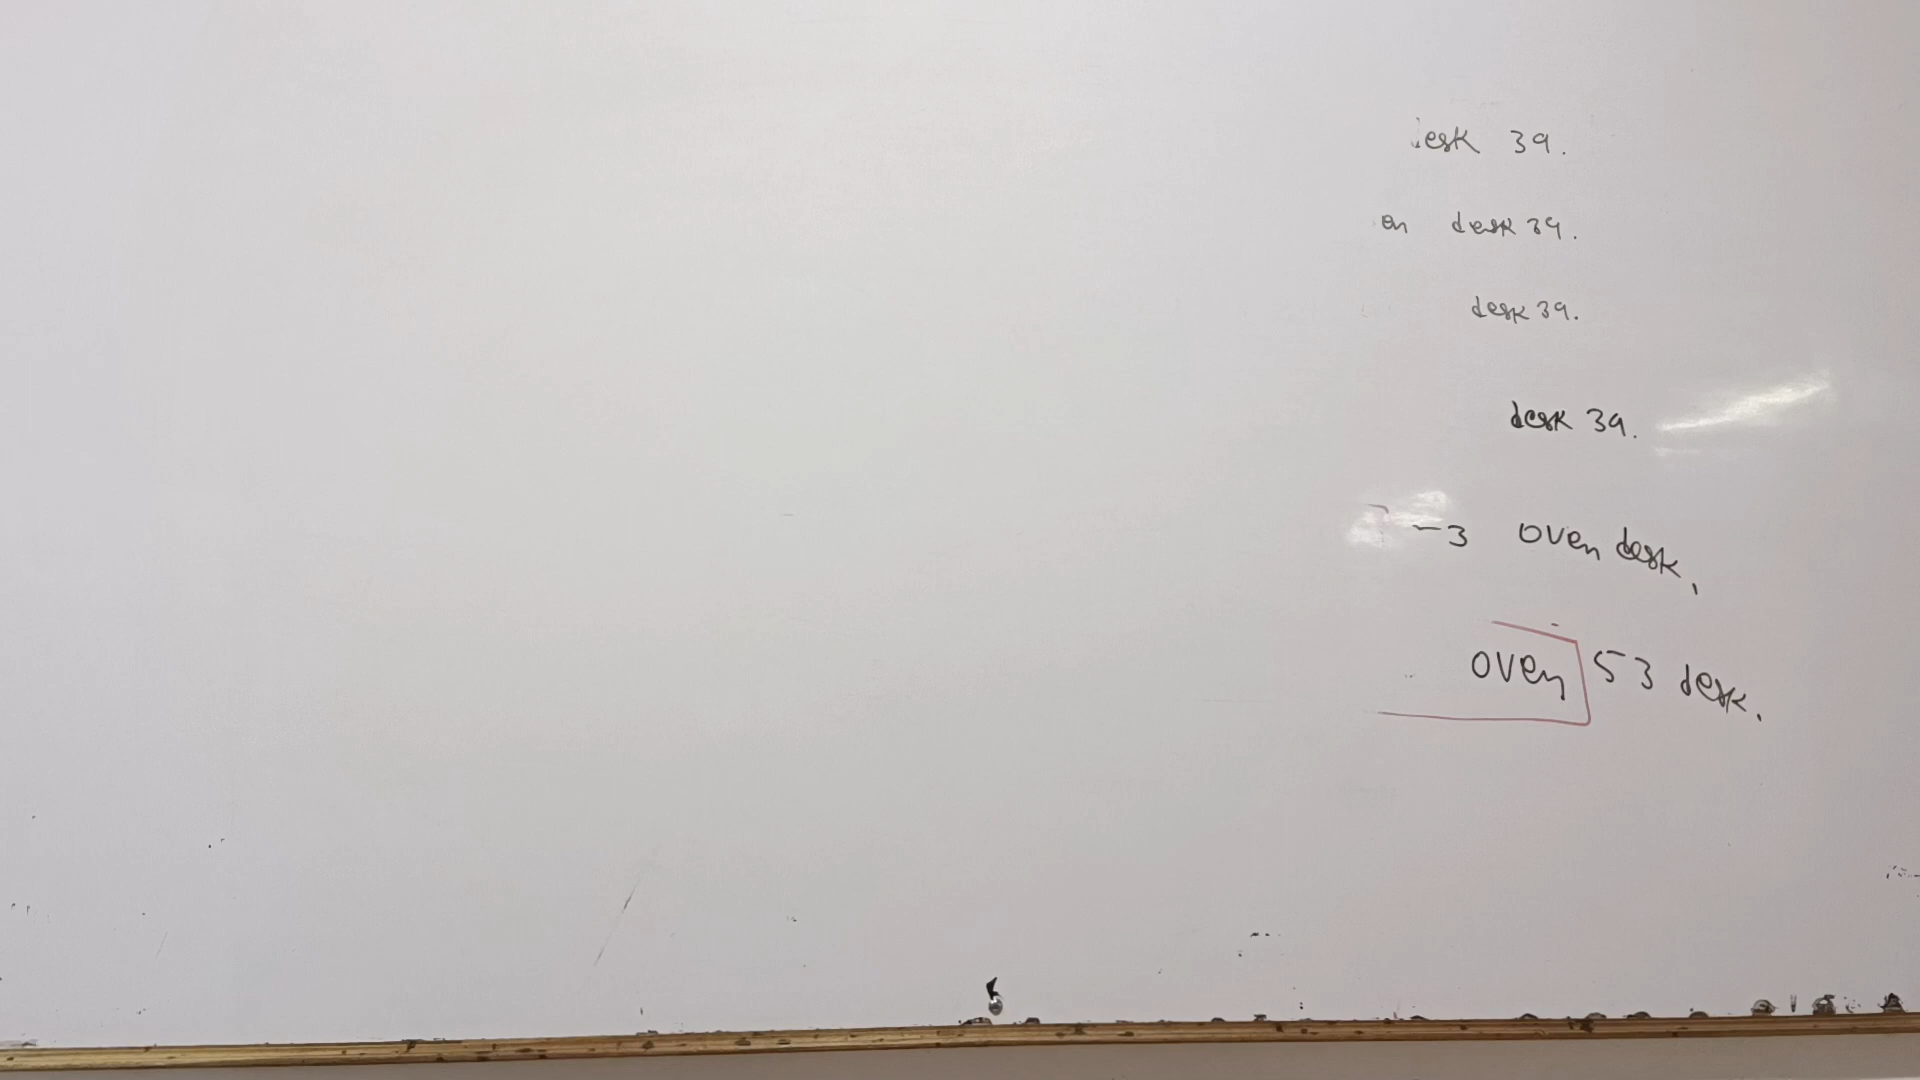 desk 39.
en desk 39.
desk 39.
desk 39.
-3 oven desk,
oven 53 desk,